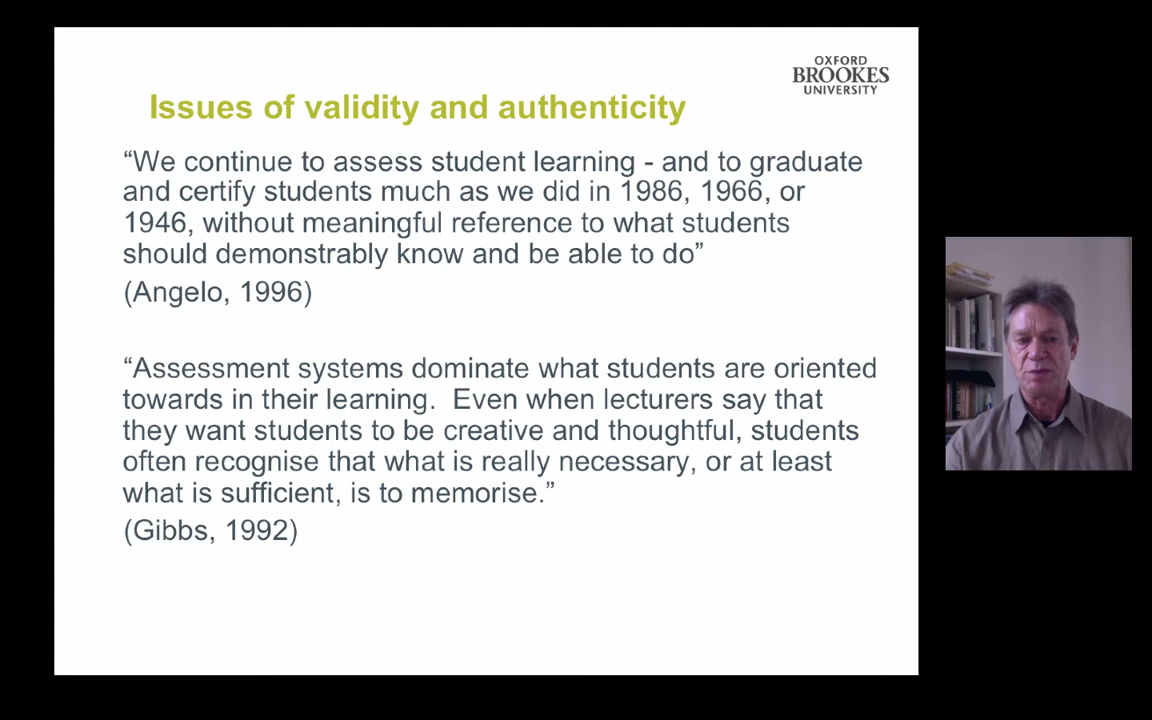 OXFORD
BROOKES
UNIVERSITY
Issues of validity and authenticity
“We continue to assess student learning - and to graduate
and certify students much as we did in 1986, 1966, or
1946, without meaningful reference to what students
should demonstrably know and be able to do”
(Angelo, 1996)
“Assessment systems dominate what students are oriented
towards in their learning.  Even when lecturers say that
they want students to be creative and thoughtful, students
often recognise that what is really necessary, or at least
what is sufficient, is to memorise.”
(Gibbs, 1992)